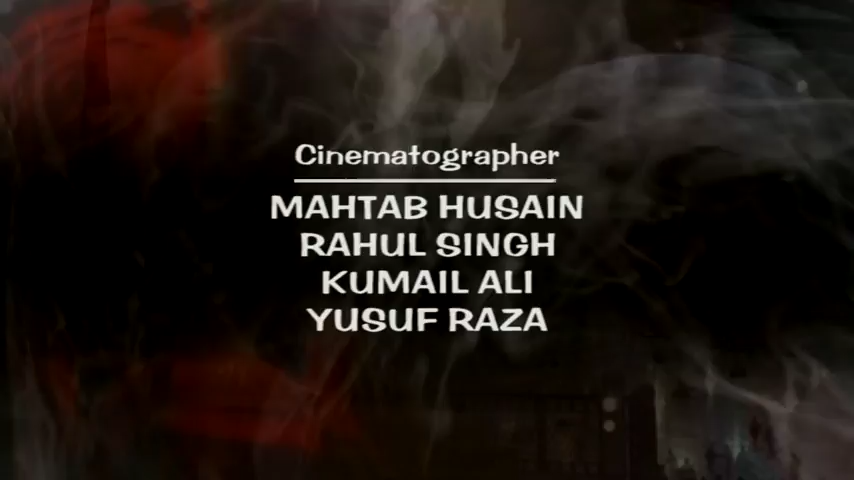 Cinematographer
MAHTAB HUSAIN
RAHUL SINGH
KUMAIL ALI
YUSUF RAZA